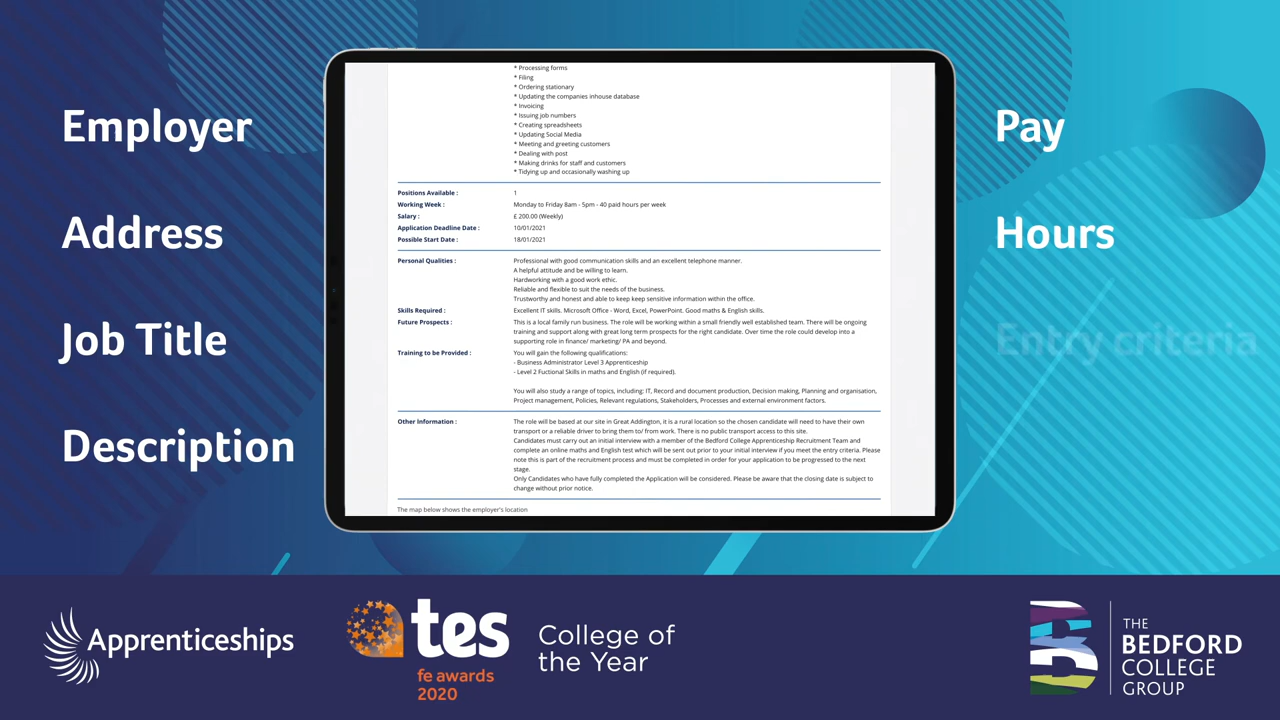 Employer
Address
Job Title
Description
* Processing forms
* Filing
* Ordering stationary
* Updating the companies inhouse database
* Invoicing
* Issuing job numbers
* Creating spreadsheets
* Updating Social Media
* Meeting and greeting customers
* Dealing with post
* Making drinks for staff and customers
* Tidying up and occasionally washing up
Positions Available : 1
Working Week : Monday to Friday 8am - 5pm - 40 paid hours per week
Salary : £ 200.00 (Weekly)
Application Deadline Date : 10/01/2021
Possible Start Date : 18/01/2021
Personal Qualities : Professional with good communication skills and an excellent telephone manner.
A helpful attitude and be willing to learn.
Hardworking with a good work ethic.
Reliable and flexible to suit the needs of the business.
Trustworthy and honest and able to keep keep sensitive information within the office.
Skills Required : Excellent IT skills. Microsoft Office - Word, Excel, PowerPoint. Good maths & English skills.
Future Prospects : This is a local family run business. The role will be working within a small friendly well established team. There will be ongoing
training and support along with great long term prospects for the right candidate. Over time the role could develop into a
supporting role in finance/ marketing/ PA and beyond.
Training to be Provided : You will gain the following qualifications:
- Business Administrator Level 3 Apprenticeship
- Level 2 Fuctional Skills in maths and English (if required).
You will also study a range of topics, including: IT, Record and document production, Decision making, Planning and organisation,
Project management, Policies, Relevant regulations, Stakeholders, Processes and external environment factors.
Other Information : The role will be based at our site in Great Addington, it is a rural location so the chosen candidate will need to have their own
transport or a reliable driver to bring them to/ from work. There is no public transport access to this site.
Candidates must carry out an initial interview with a member of the Bedford College Apprenticeship Recruitment Team and
complete an online maths and English test which will be sent out prior to your initial interview if you meet the entry criteria. Please
note this is part of the recruitment process and must be completed in order for your application to be progressed to the next
stage.
Only Candidates who have fully completed the Application will be considered. Please be aware that the closing date is subject to
change without prior notice.
The map below shows the employer's location
Pay
Hours
Apprenticeships
tes
fe awards
2020
College of
the Year
THE
BEDFORD
COLLEGE
GROUP